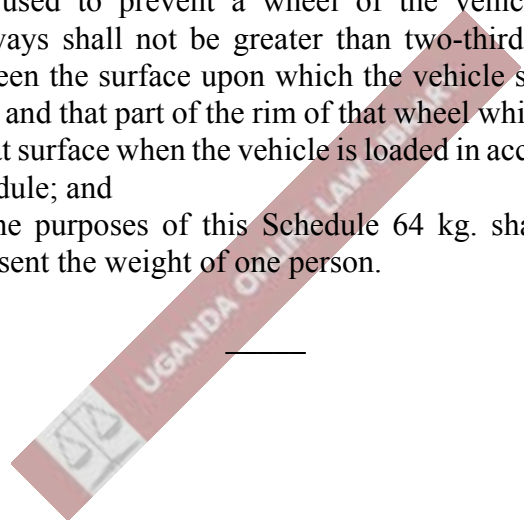 used to prevent a wheel of the vehic
ways shall not be greater than two-third
een the surface upon which the vehicle s
and that part of the rim of that wheel whi
at surface when the vehicle is loaded in acc
dule; and
he purposes of this Schedule 64 kg. sha
sent the weight of one person.
UGANDA ONLINE LAW LIBRARY